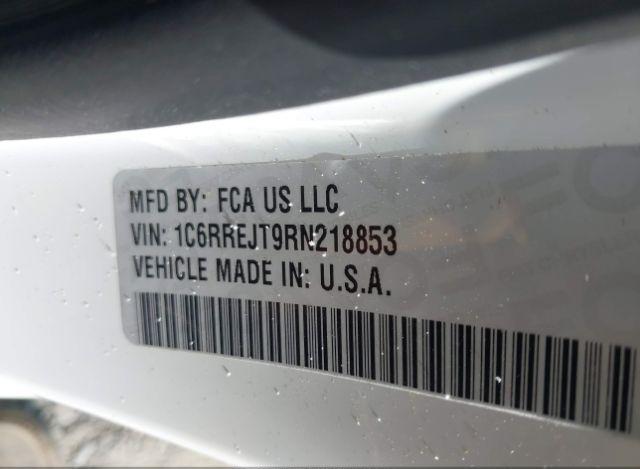 MFD BY: FCA US LLC
VIN: 1C6RREJT9RN218853
VEHICLE MADE IN: U.S.A.